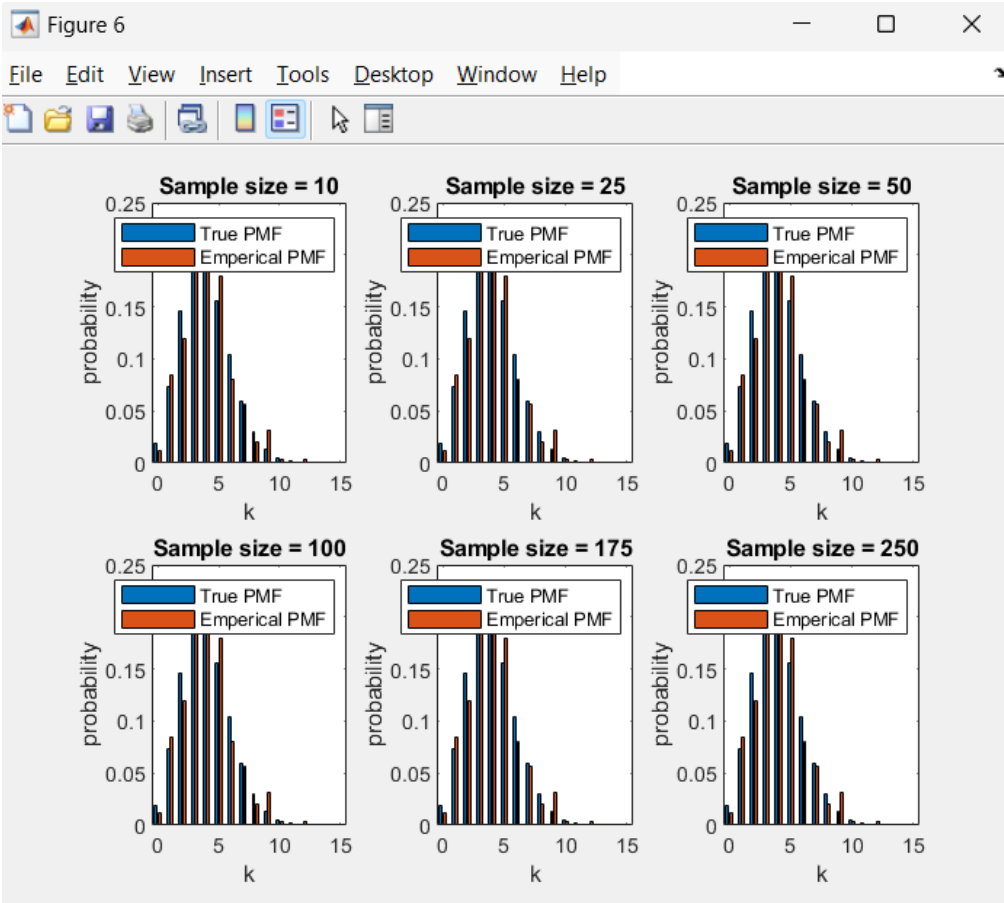 Figure 6
File Edit View Insert Tools Desktop Window Help
Sample size = 10
0.25
True PMF
Emperical PMF
0.15
0.1
0.05
0
probability
0 5 10 15
k
Sample size = 25
0.25
True PMF
Emperical PMF
0.15
0.1
0.05
0
probability
0 5 10 15
k
Sample size = 50
0.25
True PMF
Emperical PMF
0.15
0.1
0.05
0
probability
0 5 10 15
k
Sample size = 100
0.25
True PMF
Emperical PMF
0.15
0.1
0.05
0
probability
0 5 10 15
k
Sample size = 175
0.25
True PMF
Emperical PMF
0.15
0.1
0.05
0
probability
0 5 10 15
k
Sample size = 250
0.25
True PMF
Emperical PMF
0.15
0.1
0.05
0
probability
0 5 10 15
k